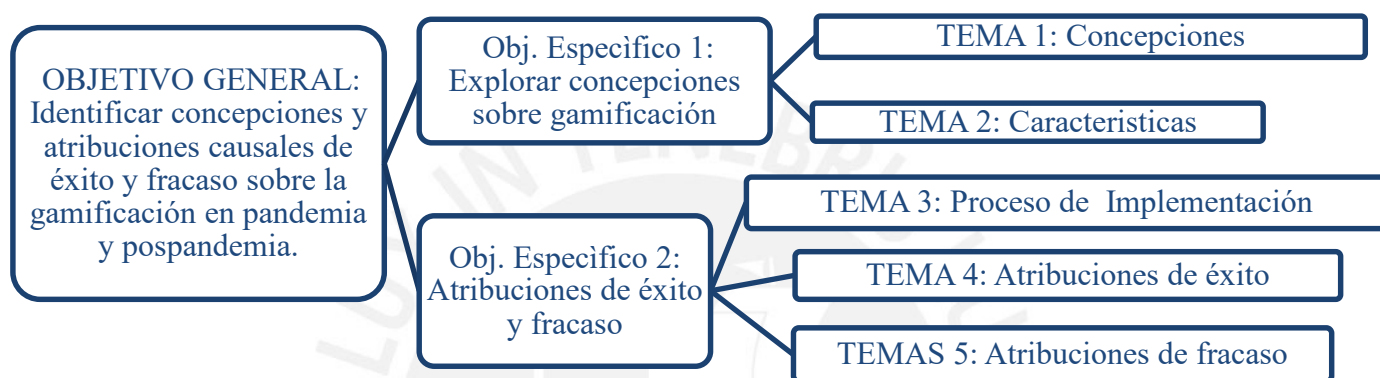 OBJETIVO GENERAL:
Identificar concepciones y
atribuciones causales de
éxito y fracaso sobre la
gamificación en pandemia
y pospandemia.
Obj. Especìfico 1:
Explorar concepciones
sobre gamificación
TEMA 1: Concepciones
TEMA 2: Caracteristicas
Obj. Especìfico 2:
Atribuciones de éxito
y fracaso
TEMA 3: Proceso de  Implementación
TEMA 4: Atribuciones de éxito
TEMAS 5: Atribuciones de fracaso